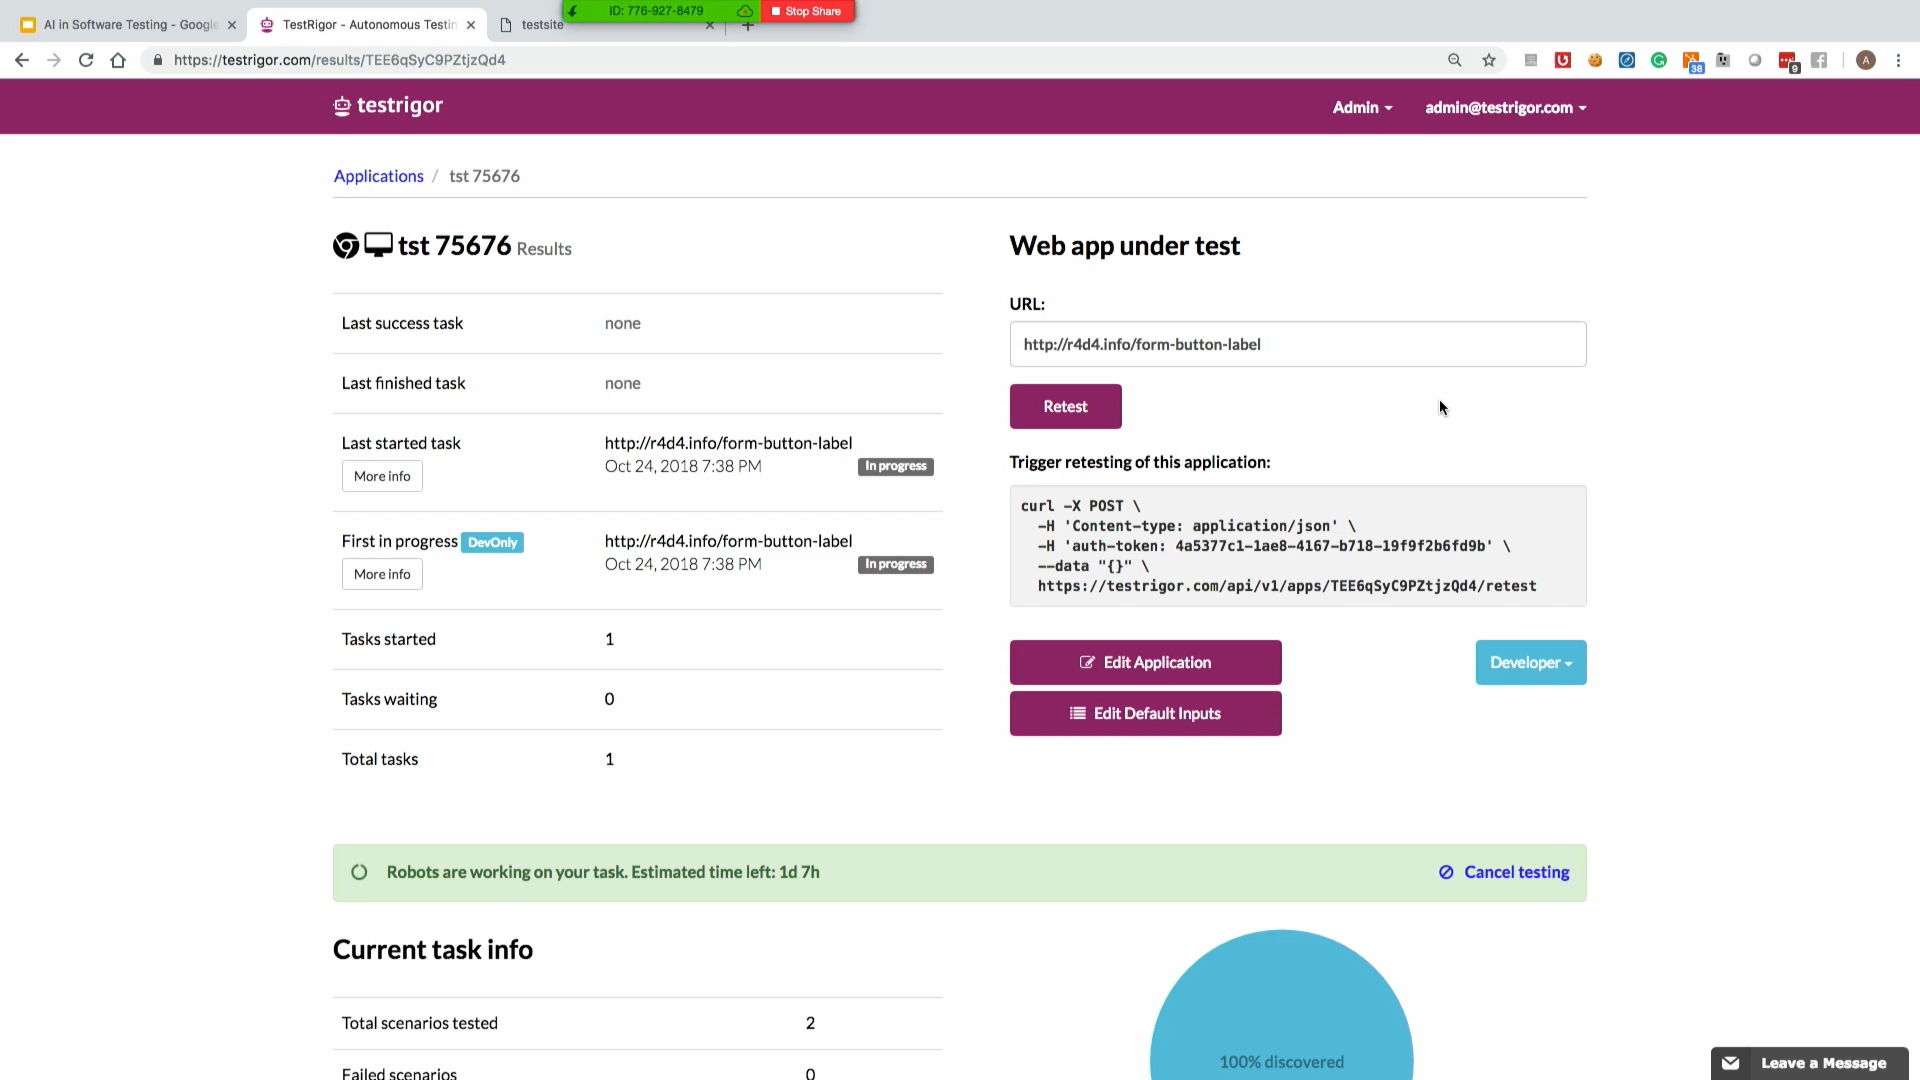 AI in Software Testing - Google
TestRigor - Autonomous Testin
testsite
ID: 776-927-8479
Stop Share
https://testrigor.com/results/TEE6qSyC9PZtjzQd4
38
9
A
testrigor
Admin
admin@testrigor.com
Applications / tst 75676
tst 75676 Results
Last success task none
Last finished task none
Last started task http://r4d4.info/form-button-label
Oct 24, 2018 7:38 PM In progress
More info
First in progress DevOnly http://r4d4.info/form-button-label
Oct 24, 2018 7:38 PM In progress
More info
Tasks started 1
Tasks waiting 0
Total tasks 1
Web app under test
URL:
http://r4d4.info/form-button-label
Retest
Trigger retesting of this application:
curl -X POST \
-H 'Content-type: application/json' \
-H 'auth-token: 4a5377c1-1ae8-4167-b718-19f9f2b6fd9b' \
--data "{}" \
https://testrigor.com/api/v1/apps/TEE6qSyC9PZtjzQd4/retest
Edit Application
Developer
Edit Default Inputs
Robots are working on your task. Estimated time left: 1d 7h
Cancel testing
Current task info
Total scenarios tested 2
Failed scenarios 0
100% discovered
Leave a Message